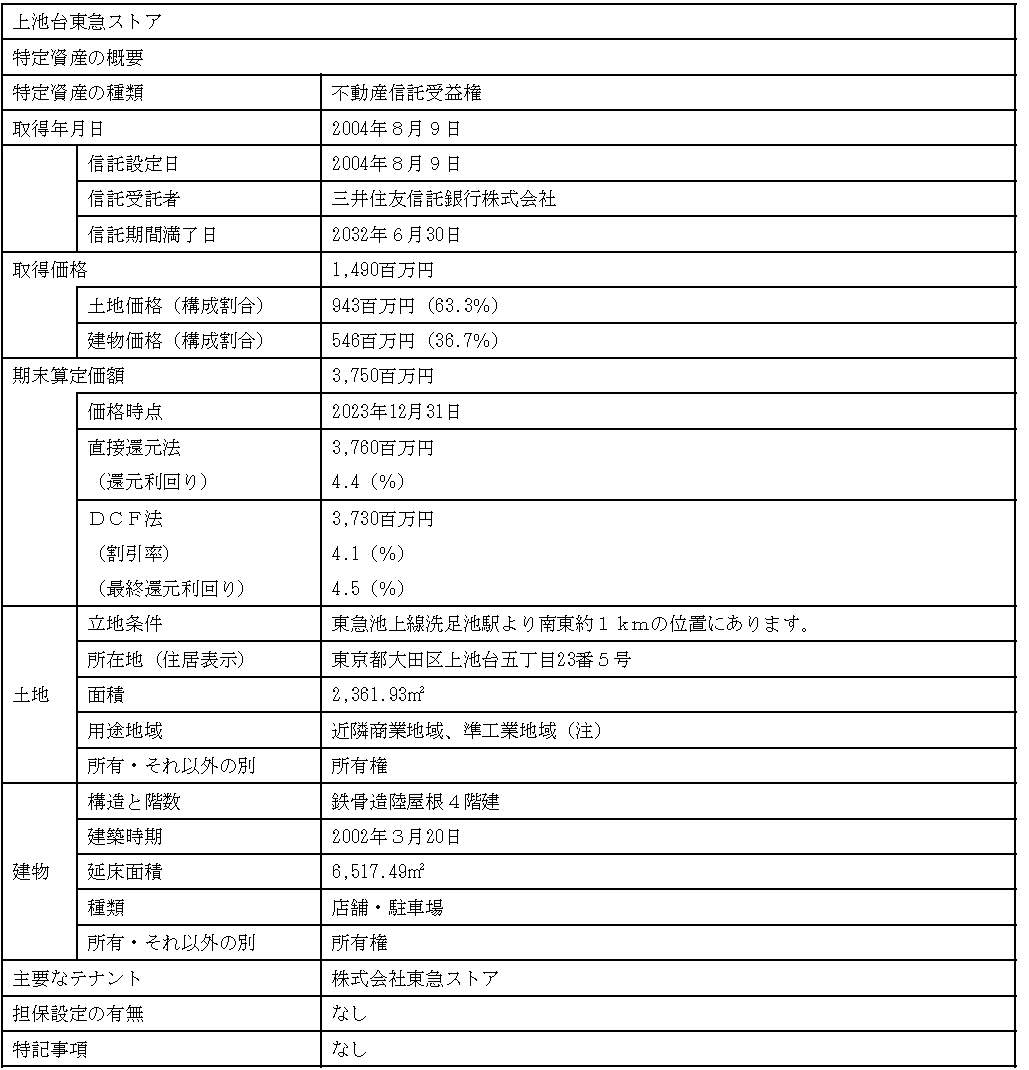 上池台東急ストア
特定資産の概要
特定資産の種類 不動産信託受益権
取得年月日 2004年８月９日
信託設定日 2004年８月９日
信託受託者 三井住友信託銀行株式会社
信託期間満了日 2032年６月30日
取得価格 1,490百万円
土地価格（構成割合） 943百万円（63.3%）
建物価格（構成割合） 546百万円（36.7%）
期末算定価額 3,750百万円
価格時点 2023年12月31日
直接還元法 3,760百万円
（還元利回り） 4.4（%）
ＤＣＦ法 3,730百万円
（割引率） 4.1（%）
（最終還元利回り） 4.5（%）
土地
立地条件 東急池上線洗足池駅より南東約１kmの位置にあります。
所在地（住居表示） 東京都大田区上池台五丁目23番５号
面積 2,361.93㎡
用途地域 近隣商業地域、準工業地域（注）
所有・それ以外の別 所有権
建物
構造と階数 鉄骨造陸屋根４階建
建築時期 2002年３月20日
延床面積 6,517.49㎡
種類 店舗・駐車場
所有・それ以外の別 所有権
主要なテナント 株式会社東急ストア
担保設定の有無 なし
特記事項 なし